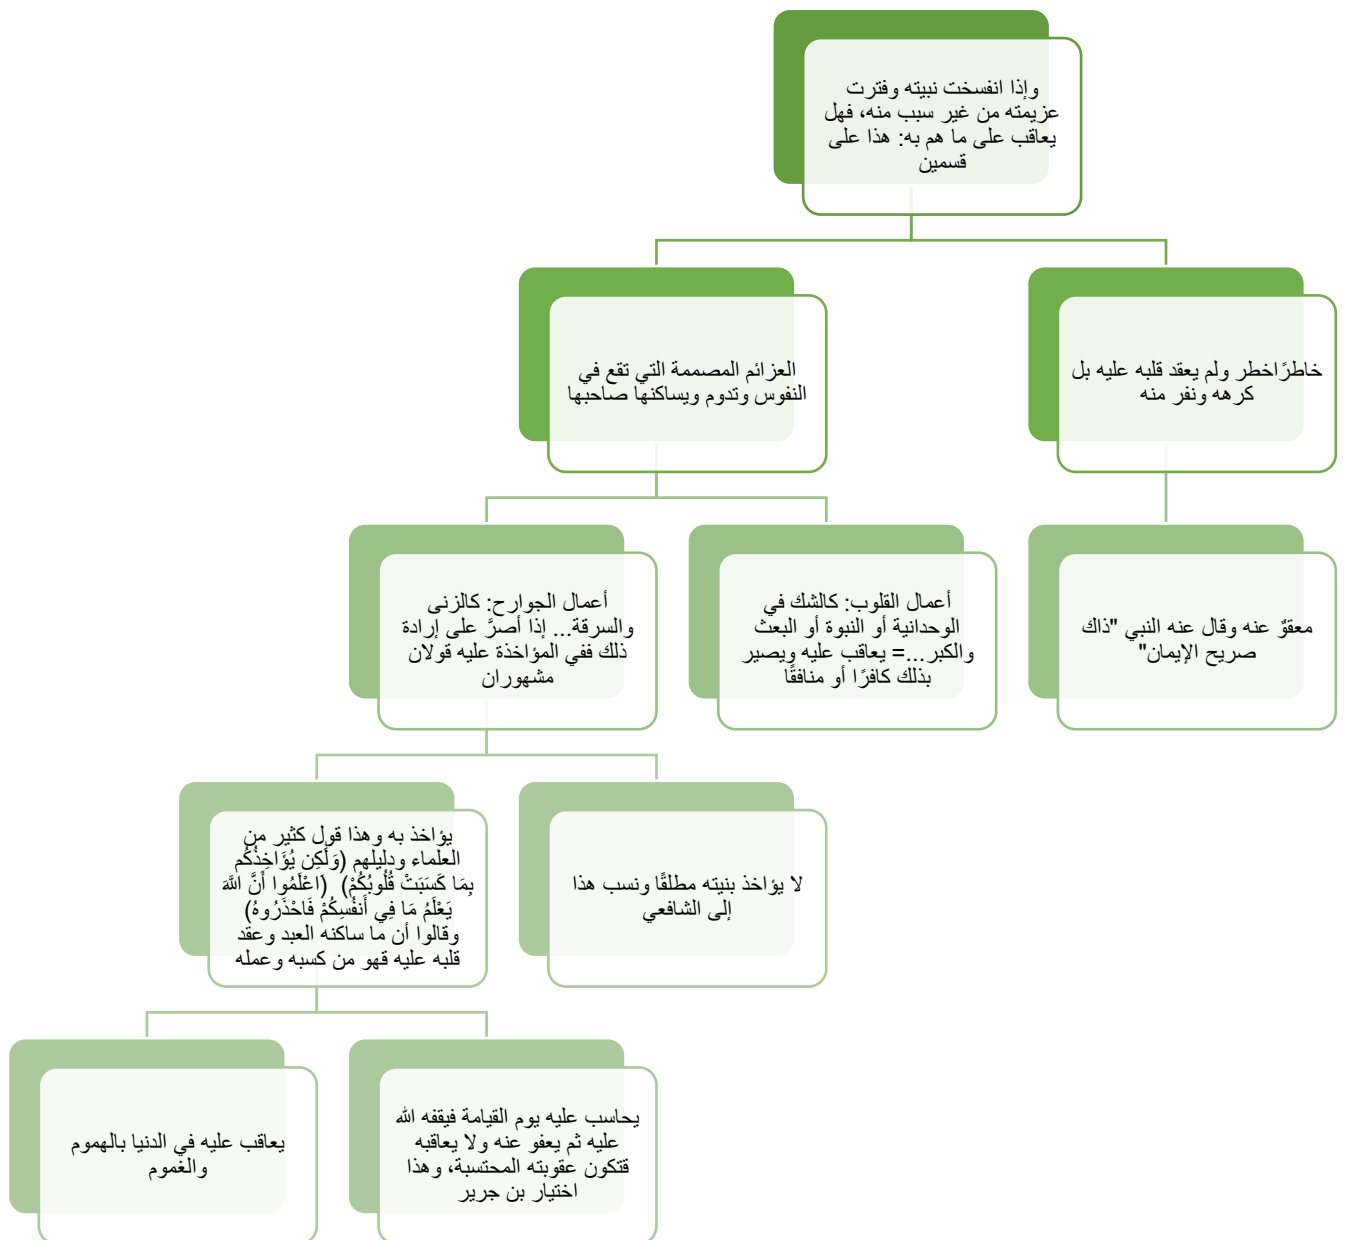 وإذا انفسخت نبيته وفترت
عزيمته من غير سبب منه، فهل
يعاقب على ما هم به: هذا على
قسمين
خاطرًاخطر ولم يعقد قلبه عليه بل
كرهه ونفر منه
العزائم المصممة التي تقع في
النفوس وتدوم ويساكنها صاحبها
معقوٌ عنه وقال عنه النبي "ذاك
صريح الإيمان"
أعمال القلوب: كالشك في
الوحدانية أو النبوة أو البعث
والكبر...= يعاقب عليه ويصير
بذلك كافرًا أو منافقًا
أعمال الجوارح: كالزنى
والسرقة... إذا أصرَّ على إرادة
ذلك ففي المؤاخذة عليه قولان
مشهوران
لا يؤاخذ بنيته مطلقًا ونسب هذا
إلى الشافعي
يؤاخذ به وهذا قول كثير من
العلماء ودليلهم (وَلَٰكِن يُؤَاخِذُكُم
بِمَا كَسَبَتْ قُلُوبُكُمْ) (اعْلَمُوا أَنَّ اللَّهَ
يَعْلَمُ مَا فِي أَنفُسِكُمْ فَاحْذَرُوهُ)
وقالوا أن ما ساكنه العبد وعقد
قلبه عليه قهو من كسبه وعمله
يحاسب عليه يوم القيامة فيقفه الله
عليه ثم يعفو عنه ولا يعاقبه
قتكون عقوبته المحتسبة، وهذا
اختيار بن جرير
يعاقب عليه في الدنيا بالهموم
والغموم